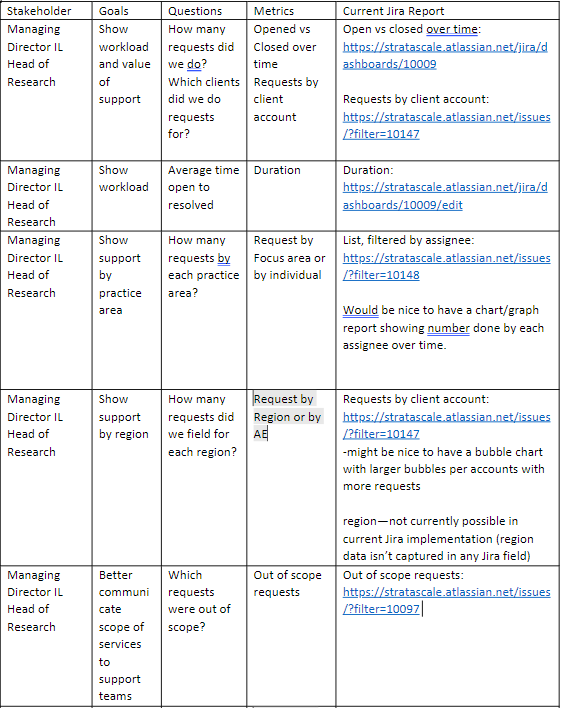 Stakeholder Goals Questions Metrics Current Jira Report
Managing
Director IL
Head of
Research
Show
workload
and value
of
support
How many
requests did
we do?
Which clients
did we do
requests
for?
Opened vs
Closed over
time
Requests by
client
account
Open vs closed over time:
https://stratascale.atlassian.net/jira/d
ashboards/10009
Requests by client account:
https://stratascale.atlassian.net/issues
/?filter=10147
Managing
Director IL
Head of
Research
Show
workload
Average time
open to
resolved
Duration
Duration:
https://stratascale.atlassian.net/jira/d
ashboards/10009/edit
Managing
Director IL
Head of
Research
Show
support
by
practice
area
How many
requests by
each practice
area?
Request by
Focus area or
by individual
List, filtered by assignee:
https://stratascale.atlassian.net/issues
/?filter=10148
Would be nice to have a chart/graph
report showing number done by each
assignee over time.
Managing
Director IL
Head of
Research
Show
support
by region
How many
requests did
we field for
each region?
Request by
Region or by
AE
Requests by client account:
https://stratascale.atlassian.net/issues
/?filter=10147
-might be nice to have a bubble chart
with larger bubbles per accounts with
more requests
region—not currently possible in
current Jira implementation (region
data isn’t captured in any Jira field)
Managing
Director IL
Head of
Research
Better
communi
cate
scope of
services
to
support
teams
Which
requests
were out of
scope?
Out of scope
requests
Out of scope requests:
https://stratascale.atlassian.net/issues
/?filter=10097